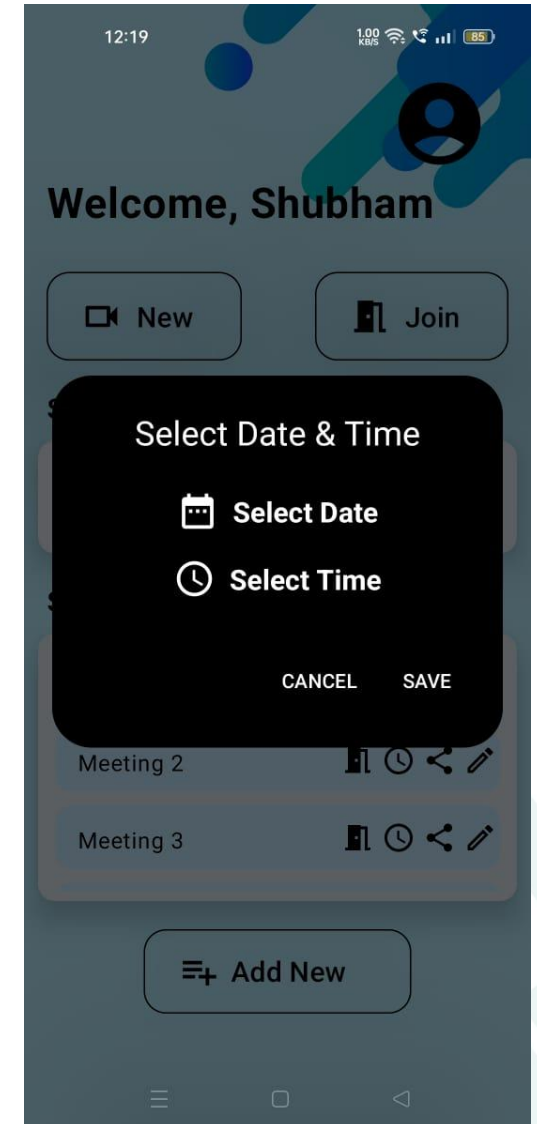 12:19 1.00 KB/S 85
Welcome, Shubham
New Join
S
Select Date & Time
Select Date
S
Select Time
CANCEL SAVE
Meeting 2
Meeting 3
Add New